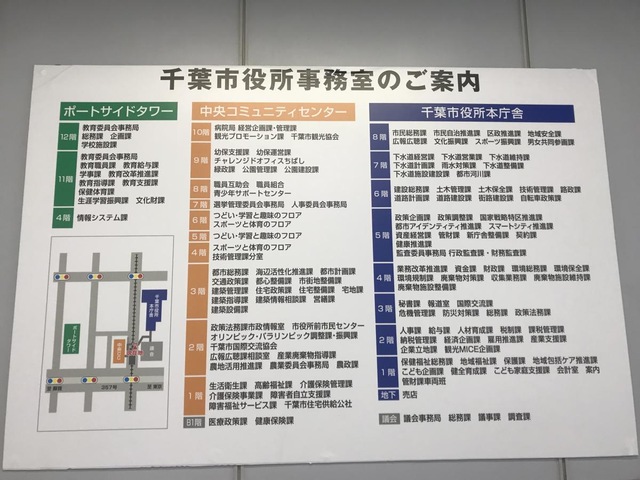 千葉市役所事務室のご案内
ポートサイドタワー
12階 教育委員会事務局
総務課 企画課
学校施設課
11階 教育委員会事務局
教育職員課 教育給与課
学事課 教育改革推進課
教育指導課 教育支援課
保健体育課
生涯学習振興課 文化財課
4階 情報システム課
中央コミュニティセンター
10階 病院局 経営企画課・管理課
観光プロモーション課 千葉市観光協会
9階 幼保支援課 幼保運営課
チャレンジドオフィスちばし
緑政課 公園管理課 公園建設課
8階 職員互助会 職員組合
青少年サポートセンター
7階 選挙管理委員会事務局 人事委員会事務局
6階 つどい・学習と趣味のフロア
スポーツと体育のフロア
5階 つどい・学習と趣味のフロア
4階 スポーツと体育のフロア
技術管理課分室
3階 都市総務課 海辺活性化推進課 都市計画課
交通政策課 都心整備課 市街地整備課
建築管理課 住宅政策課 住宅整備課 宅地課
建築指導課 建築情報相談課 営繕課
建築設備課
2階 政策法務課市政情報室 市役所前市民センター
オリンピック・パラリンピック調整課・振興課
千葉市国際交流協会
広報広聴課相談室 産業廃棄物指導課
農地活用推進課 農業委員会事務局 農政課
1階 生活衛生課 高齢福祉課 介護保険管理課
介護保険事業課 障害者自立支援課
障害福祉サービス課 千葉市住宅供給公社
B1階 医療政策課 健康保険課
千葉市役所本庁舎
8階 市民総務課 市民自治推進課 区政推進課 地域安全課
広報広聴課 文化振興課 スポーツ振興課 男女共同参画課
7階 下水道経営課 下水道営業課 下水道維持課
下水道計画課 雨水対策課 下水道整備課
下水道施設建設課 都市河川課
6階 建設総務課 土木管理課 土木保全課 技術管理課 路政課
道路計画課 道路建設課 街路建設課 自転車政策課
5階 政策企画課 政策調整課 国家戦略特区推進課
都市アイデンティティ推進課 スマートシティ推進課
資産経営課 管財課 新庁舎整備課 契約課
健康推進課
監査委員会事務局 行政監査課・財務監査課
4階 業務改革推進課 資金課 財政課 環境総務課 環境保全課
環境規制課 廃棄物対策課 収集業務課 廃棄物施設維持課
廃棄物施設整備課
3階 秘書課 報道室 国際交流課
危機管理課 防災対策課 総務課 政策法務課
2階 人事課 給与課 人材育成課 税制課 課税管理課
納税管理課 経済企画課 雇用推進課 産業支援課
企業立地課 観光MICE企画課
1階 保健福祉総務課 地域福祉課 保護課 地域包括ケア推進課
こども企画課 健全育成課 こども家庭支援課 会計室 案内
管財課車両班
地下 売店
議会 議会事務局 総務課 議事課 調査課
千葉市役所
本庁舎
ポートサイド
タワー
議会
357号